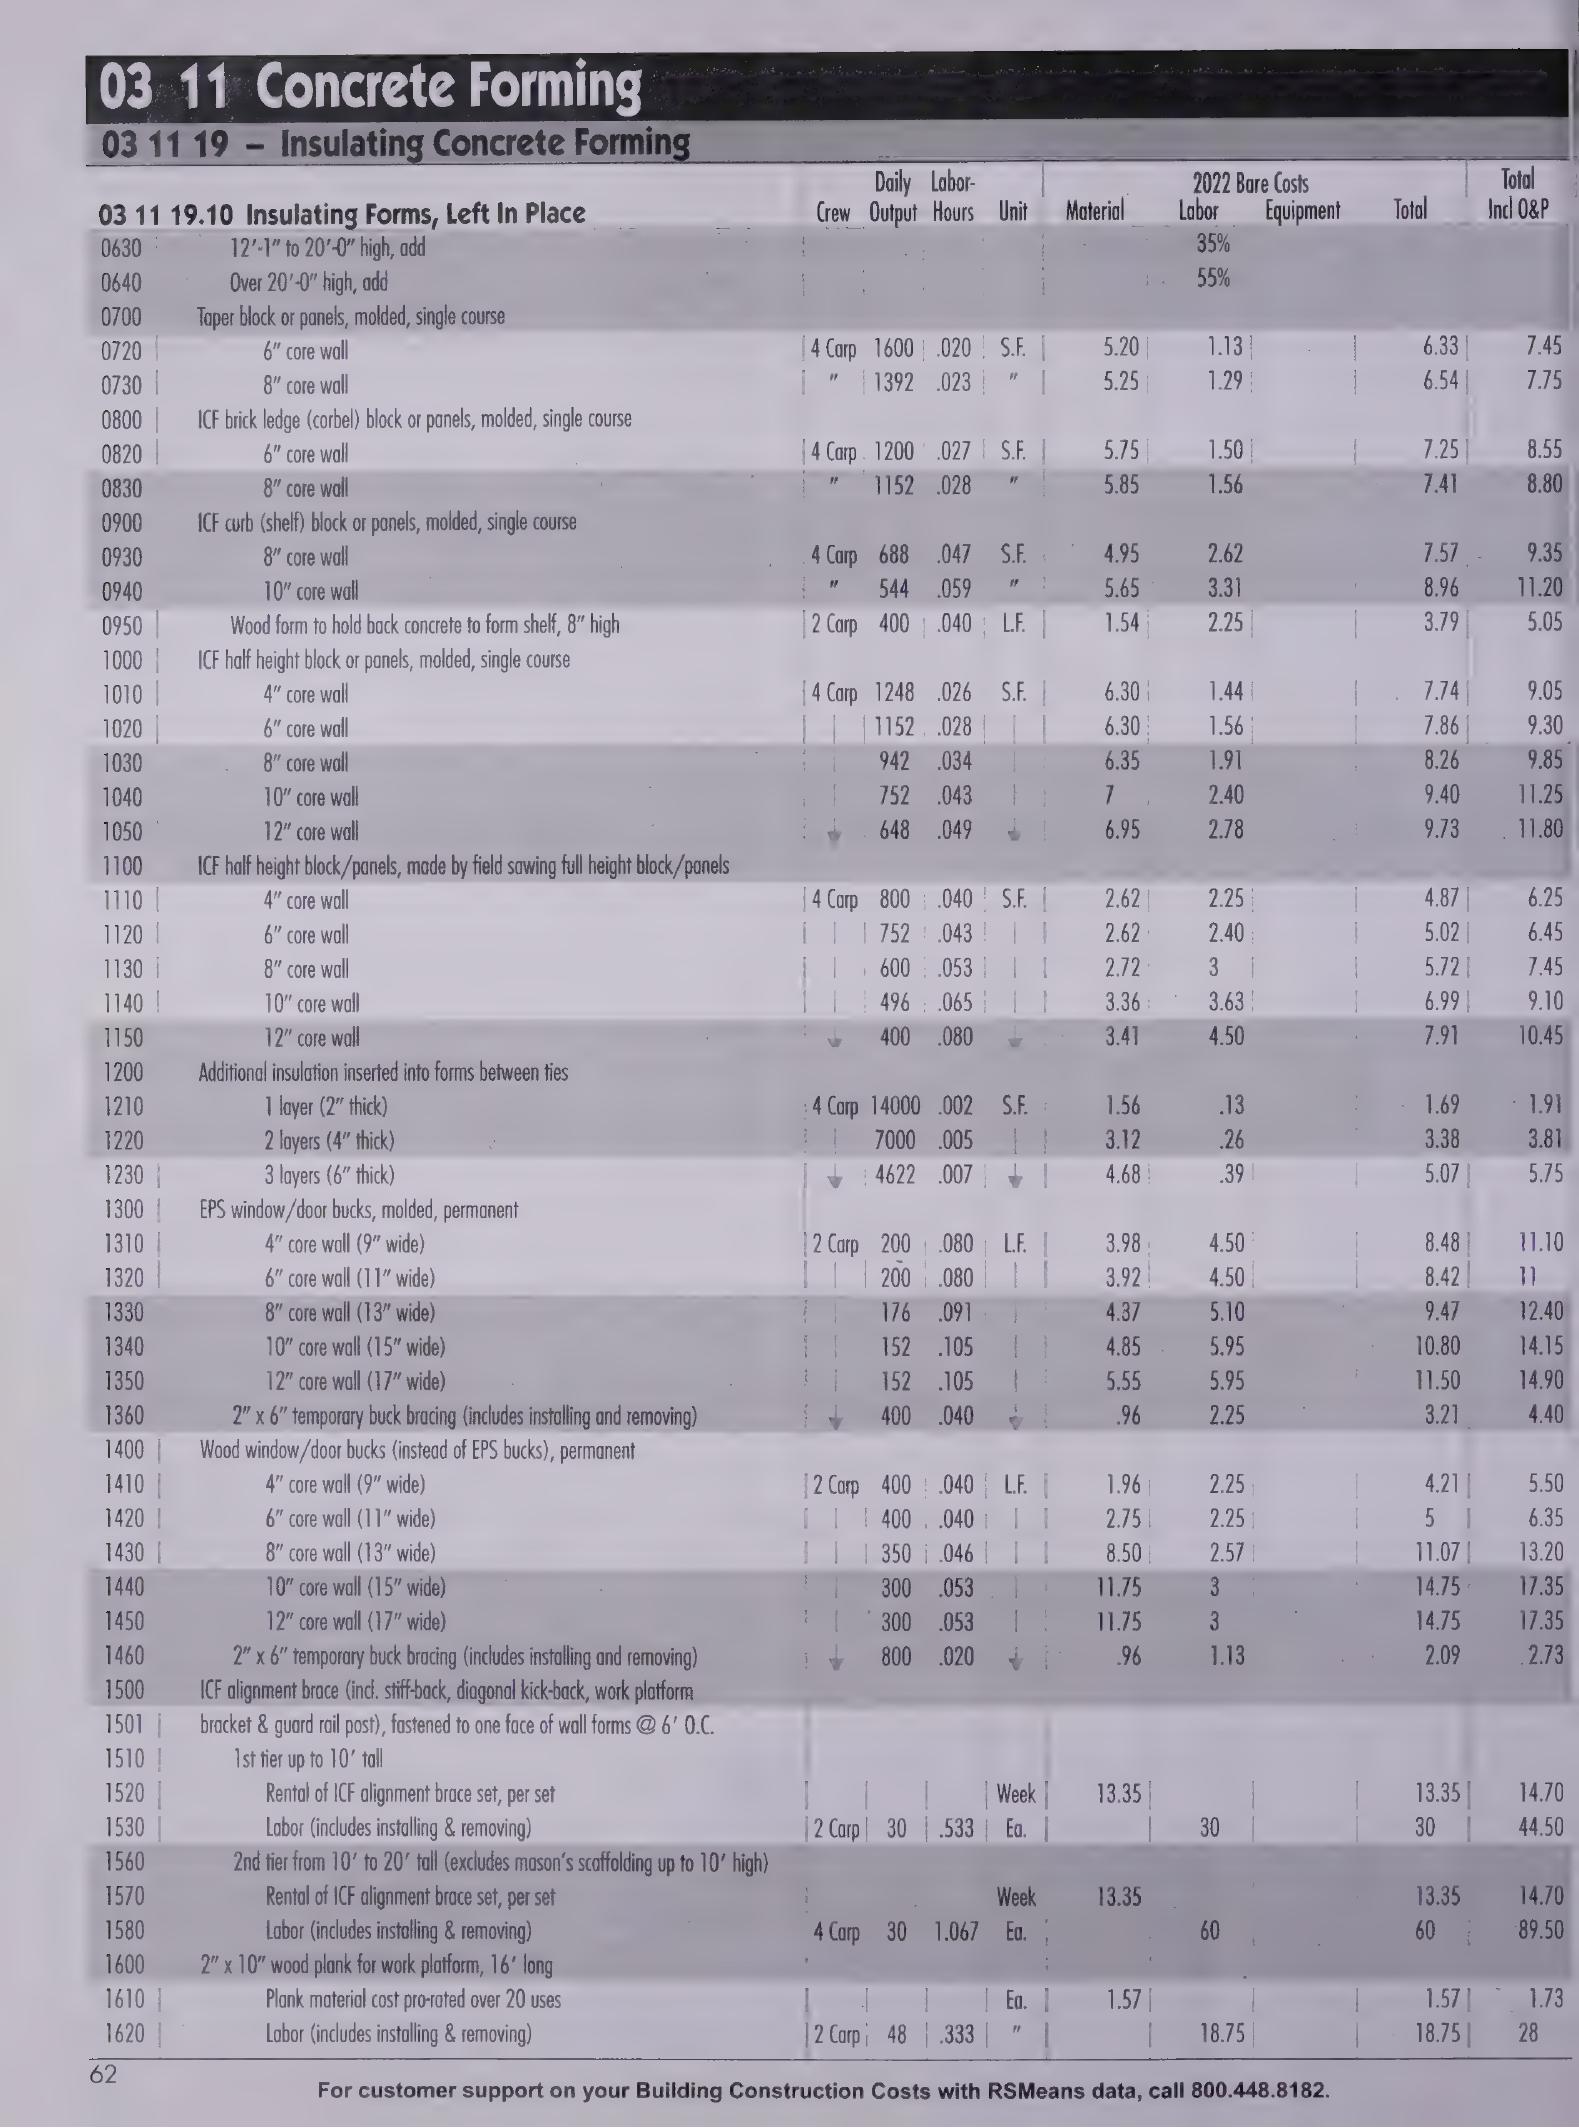 03 11 Concrete Forming
03 11 19 – Insulating Concrete Forming
Daily Labor- 2022 Bare Costs Total
03 11 19.10 Insulating Forms, Left In Place Crew Output Hours Unit Material Labor Equipment Total Incl O&P
0630 12'-1" to 20'-0" high, add 35%
0640 Over 20'-0" high, add 55%
0700 Taper block or panels, molded, single course
0720 6" core wall 4 Carp 1600 .020 S.F. 5.20 1.13 6.33 7.45
0730 8" core wall " 1392 .023 " 5.25 1.29 6.54 7.75
0800 ICF brick ledge (corbel) block or panels, molded, single course
0820 6" core wall 4 Carp 1200 .027 S.F. 5.75 1.50 7.25 8.55
0830 8" core wall " 1152 .028 " 5.85 1.56 7.41 8.80
0900 ICF curb (shelf) block or panels, molded, single course
0930 8" core wall 4 Carp 688 .047 S.F. 4.95 2.62 7.57 9.35
0940 10" core wall " 544 .059 " 5.65 3.31 8.96 11.20
0950 Wood form to hold back concrete to form shelf, 8" high 2 Carp 400 .040 L.F. 1.54 2.25 3.79 5.05
1000 ICF half height block or panels, molded, single course
1010 4" core wall 4 Carp 1248 .026 S.F. 6.30 1.44 7.74 9.05
1020 6" core wall 1152 .028 6.30 1.56 7.86 9.30
1030 8" core wall 942 .034 6.35 1.91 8.26 9.85
1040 10" core wall 752 .043 7 2.40 9.40 11.25
1050 12" core wall 648 .049 6.95 2.78 9.73 11.80
1100 ICF half height block/panels, made by field sawing full height block/panels
1110 4" core wall 4 Carp 800 .040 S.F. 2.62 2.25 4.87 6.25
1120 6" core wall 752 .043 2.62 2.40 5.02 6.45
1130 8" core wall 600 .053 2.72 3 5.72 7.45
1140 10" core wall 496 .065 3.36 3.63 6.99 9.10
1150 12" core wall 400 .080 3.41 4.50 7.91 10.45
1200 Additional insulation inserted into forms between ties
1210 1 layer (2" thick) 4 Carp 14000 .002 S.F. 1.56 .13 1.69 1.91
1220 2 layers (4" thick) 7000 .005 3.12 .26 3.38 3.81
1230 3 layers (6" thick) 4622 .007 4.68 .39 5.07 5.75
1300 EPS window/door bucks, molded, permanent
1310 4" core wall (9" wide) 2 Carp 200 .080 L.F. 3.98 4.50 8.48 11.10
1320 6" core wall (11" wide) 200 .080 3.92 4.50 8.42 11
1330 8" core wall (13" wide) 176 .091 4.37 5.10 9.47 12.40
1340 10" core wall (15" wide) 152 .105 4.85 5.95 10.80 14.15
1350 12" core wall (17" wide) 152 .105 5.55 5.95 11.50 14.90
1360 2" x 6" temporary buck bracing (includes installing and removing) 400 .040 .96 2.25 3.21 4.40
1400 Wood window/door bucks (instead of EPS bucks), permanent
1410 4" core wall (9" wide) 2 Carp 400 .040 L.F. 1.96 2.25 4.21 5.50
1420 6" core wall (11" wide) 400 .040 2.75 2.25 5 6.35
1430 8" core wall (13" wide) 350 .046 8.50 2.57 11.07 13.20
1440 10" core wall (15" wide) 300 .053 11.75 3 14.75 17.35
1450 12" core wall (17" wide) 300 .053 11.75 3 14.75 17.35
1460 2" x 6" temporary buck bracing (includes installing and removing) 800 .020 .96 1.13 2.09 2.73
1500 ICF alignment brace (incl. stiff-back, diagonal kick-back, work platform
1501 bracket & guard rail post), fastened to one face of wall forms @ 6' O.C.
1510 1st tier up to 10' tall
1520 Rental of ICF alignment brace set, per set Week 13.35 13.35 14.70
1530 Labor (includes installing & removing) 2 Carp 30 .533 Ea. 30 30 44.50
1560 2nd tier from 10' to 20' tall (excludes mason's scaffolding up to 10' high)
1570 Rental of ICF alignment brace set, per set Week 13.35 13.35 14.70
1580 Labor (includes installing & removing) 4 Carp 30 1.067 Ea. 60 60 89.50
1600 2" x 10" wood plank for work platform, 16' long
1610 Plank material cost pro-rated over 20 uses Ea. 1.57 1.57 1.73
1620 Labor (includes installing & removing) 2 Carp 48 .333 " 18.75 18.75 28
62
For customer support on your Building Construction Costs with RSMeans data, call 800.448.8182.